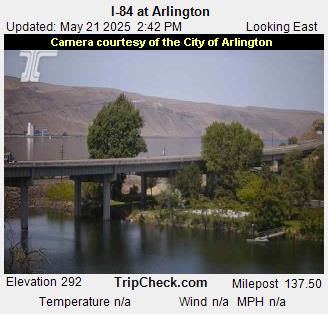 I-84 at Arlington
Updated: May 21 2025 2:42 PM Looking East
Camera courtesy of the City of Arlington
Elevation 292 TripCheck.com Milepost 137.50
Temperature n/a Wind n/a MPH n/a